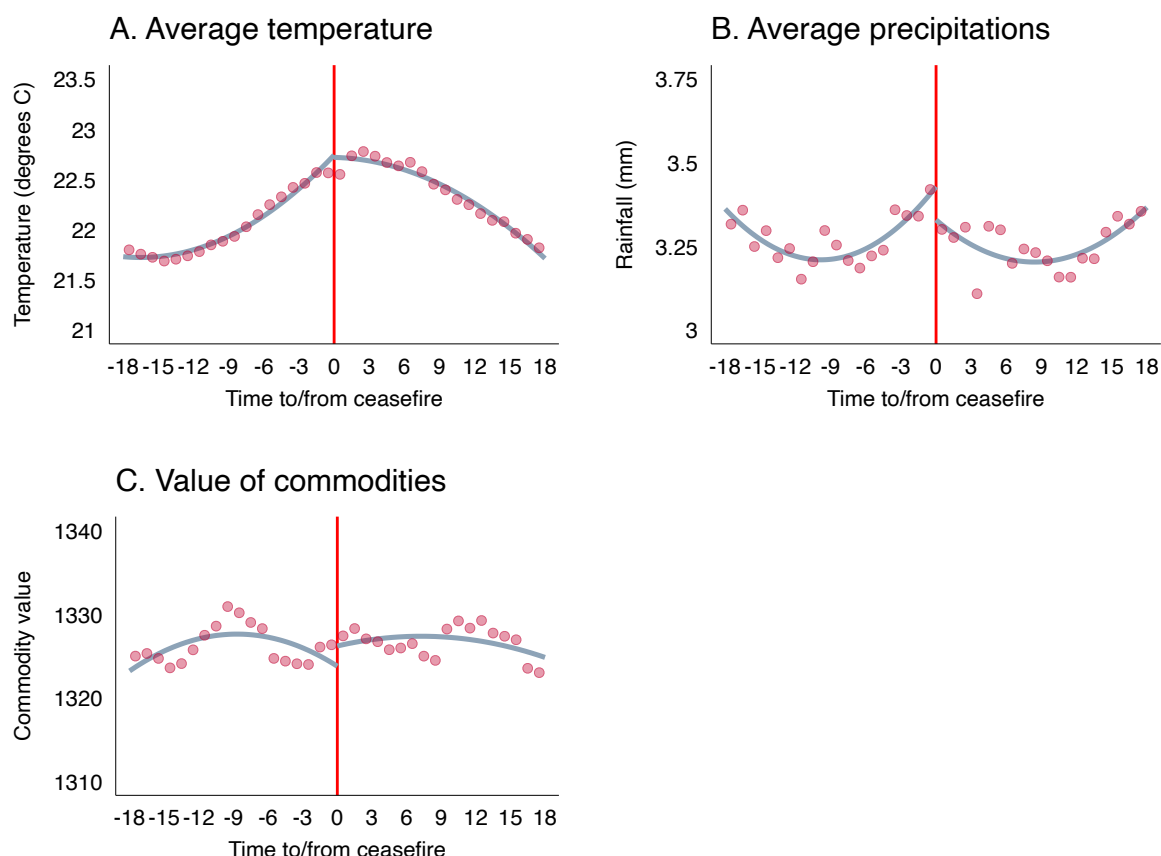 A. Average temperature
Temperature (degrees C)
23.5
23
22.5
22
21.5
21
-18 -15 -12 -9 -6 -3 0 3 6 9 12 15 18
Time to/from ceasefire
B. Average precipitations
Rainfall (mm)
3.75
3.5
3.25
3
-18 -15 -12 -9 -6 -3 0 3 6 9 12 15 18
Time to/from ceasefire
C. Value of commodities
Commodity value
1340
1330
1320
1310
-18 -15 -12 -9 -6 -3 0 3 6 9 12 15 18
Time to/from ceasefire